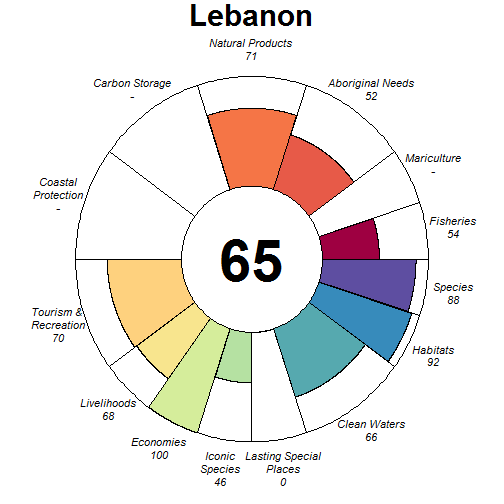 Lebanon
Natural Products
71
Aboriginal Needs
52
Mariculture
-
Fisheries
54
Species
88
Habitats
92
Clean Waters
66
Lasting Special
Places
0
Iconic
Species
46
Economies
100
Livelihoods
68
Tourism &
Recreation
70
Coastal
Protection
-
Carbon Storage
-
65